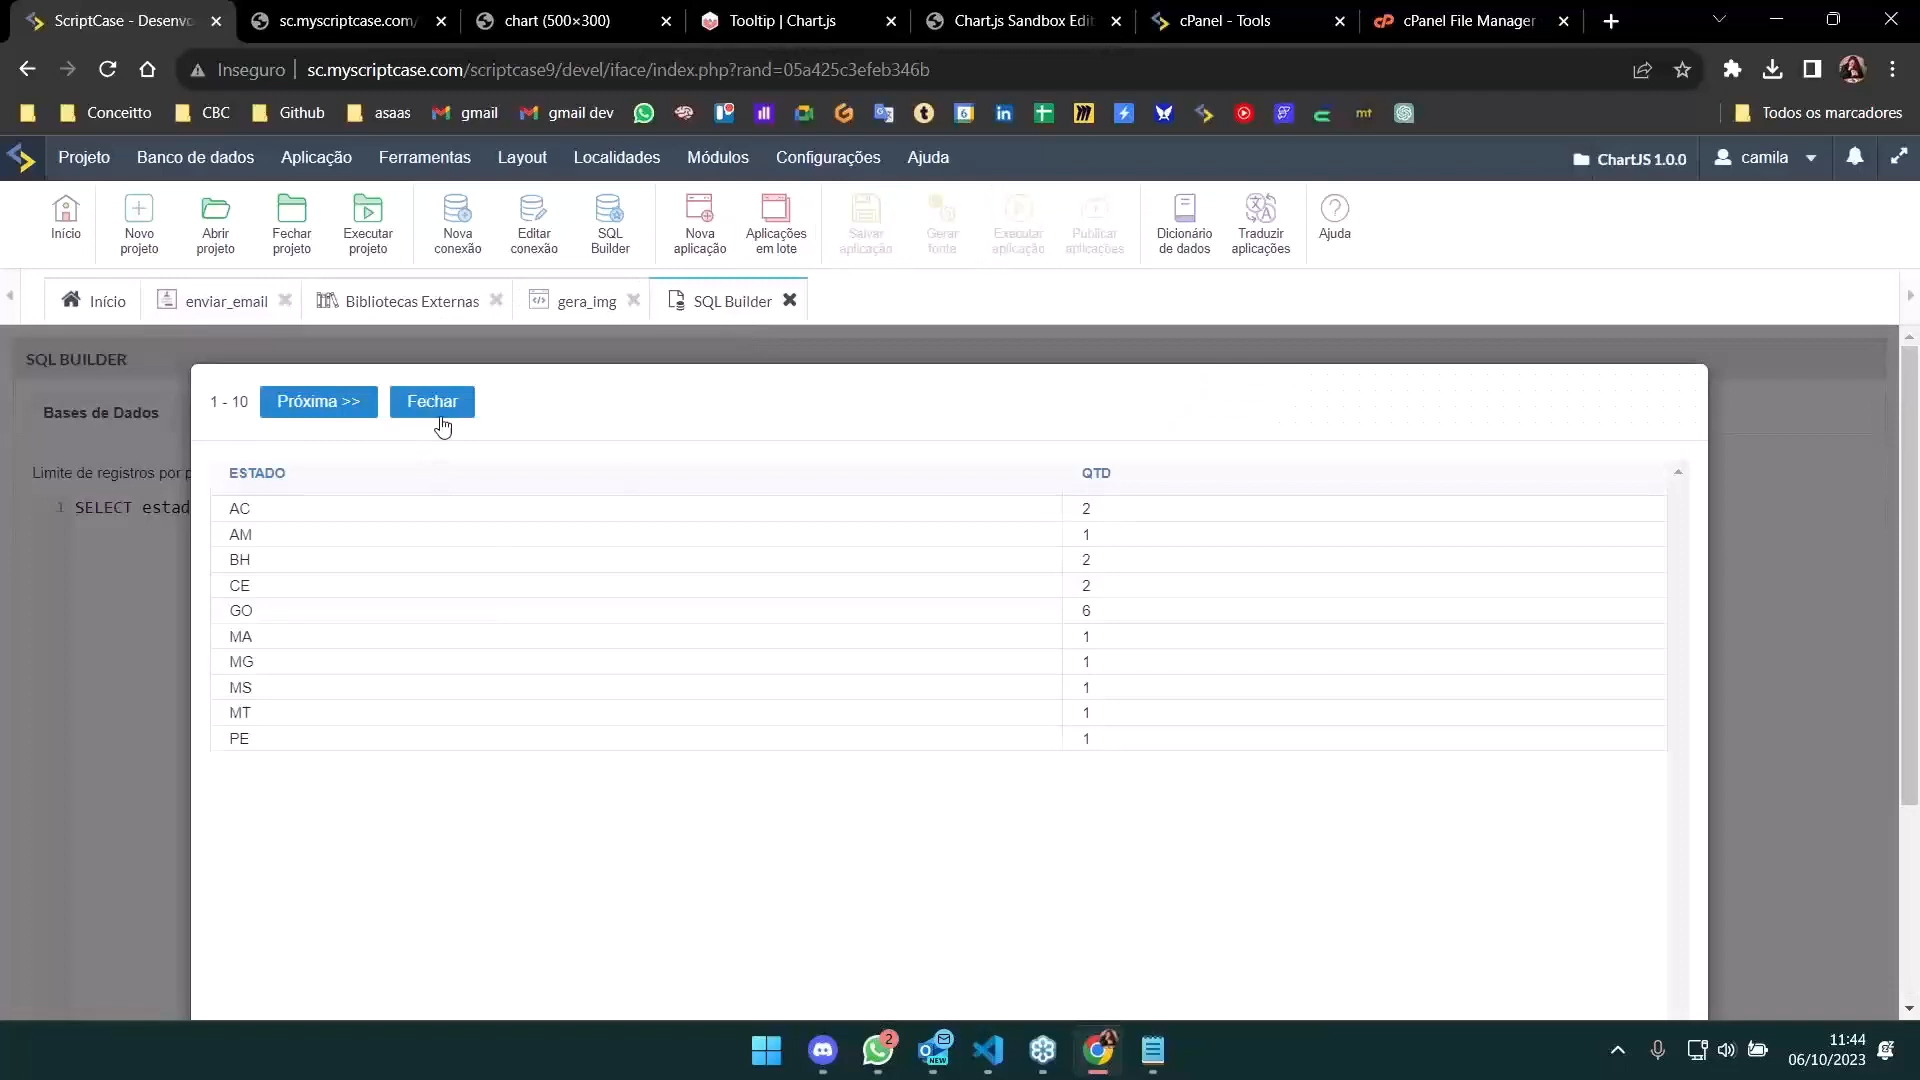 ScriptCase - Desenvo
sc.myscriptcase.com/
chart (500×300)
Tooltip | Chart.js
Chart.js Sandbox Edit
cPanel - Tools
cPanel File Manager
Inseguro
sc.myscriptcase.com/scriptcase9/devel/iface/index.php?rand=05a425c3efeb346b
Conceitto
CBC
Github
asaas
gmail
gmail dev
Todos os marcadores
Projeto
Banco de dados
Aplicação
Ferramentas
Layout
Localidades
Módulos
Configurações
Ajuda
ChartJS 1.0.0
camila
Início
Novo projeto
Abrir projeto
Fechar projeto
Executar projeto
Nova conexão
Editar conexão
SQL Builder
Nova aplicação
Aplicações em lote
Salvar aplicação
Gerar fonte
Executar aplicação
Publicar aplicações
Dicionário de dados
Traduzir aplicações
Ajuda
Início
enviar_email
Bibliotecas Externas
gera_img
SQL Builder
SQL BUILDER
Bases de Dados
1 - 10
Próxima >>
Fechar
Limite de registros por p
1 SELECT estad
ESTADO QTD
AC 2
AM 1
BH 2
CE 2
GO 6
MA 1
MG 1
MS 1
MT 1
PE 1
2
NEW
11:44
06/10/2023